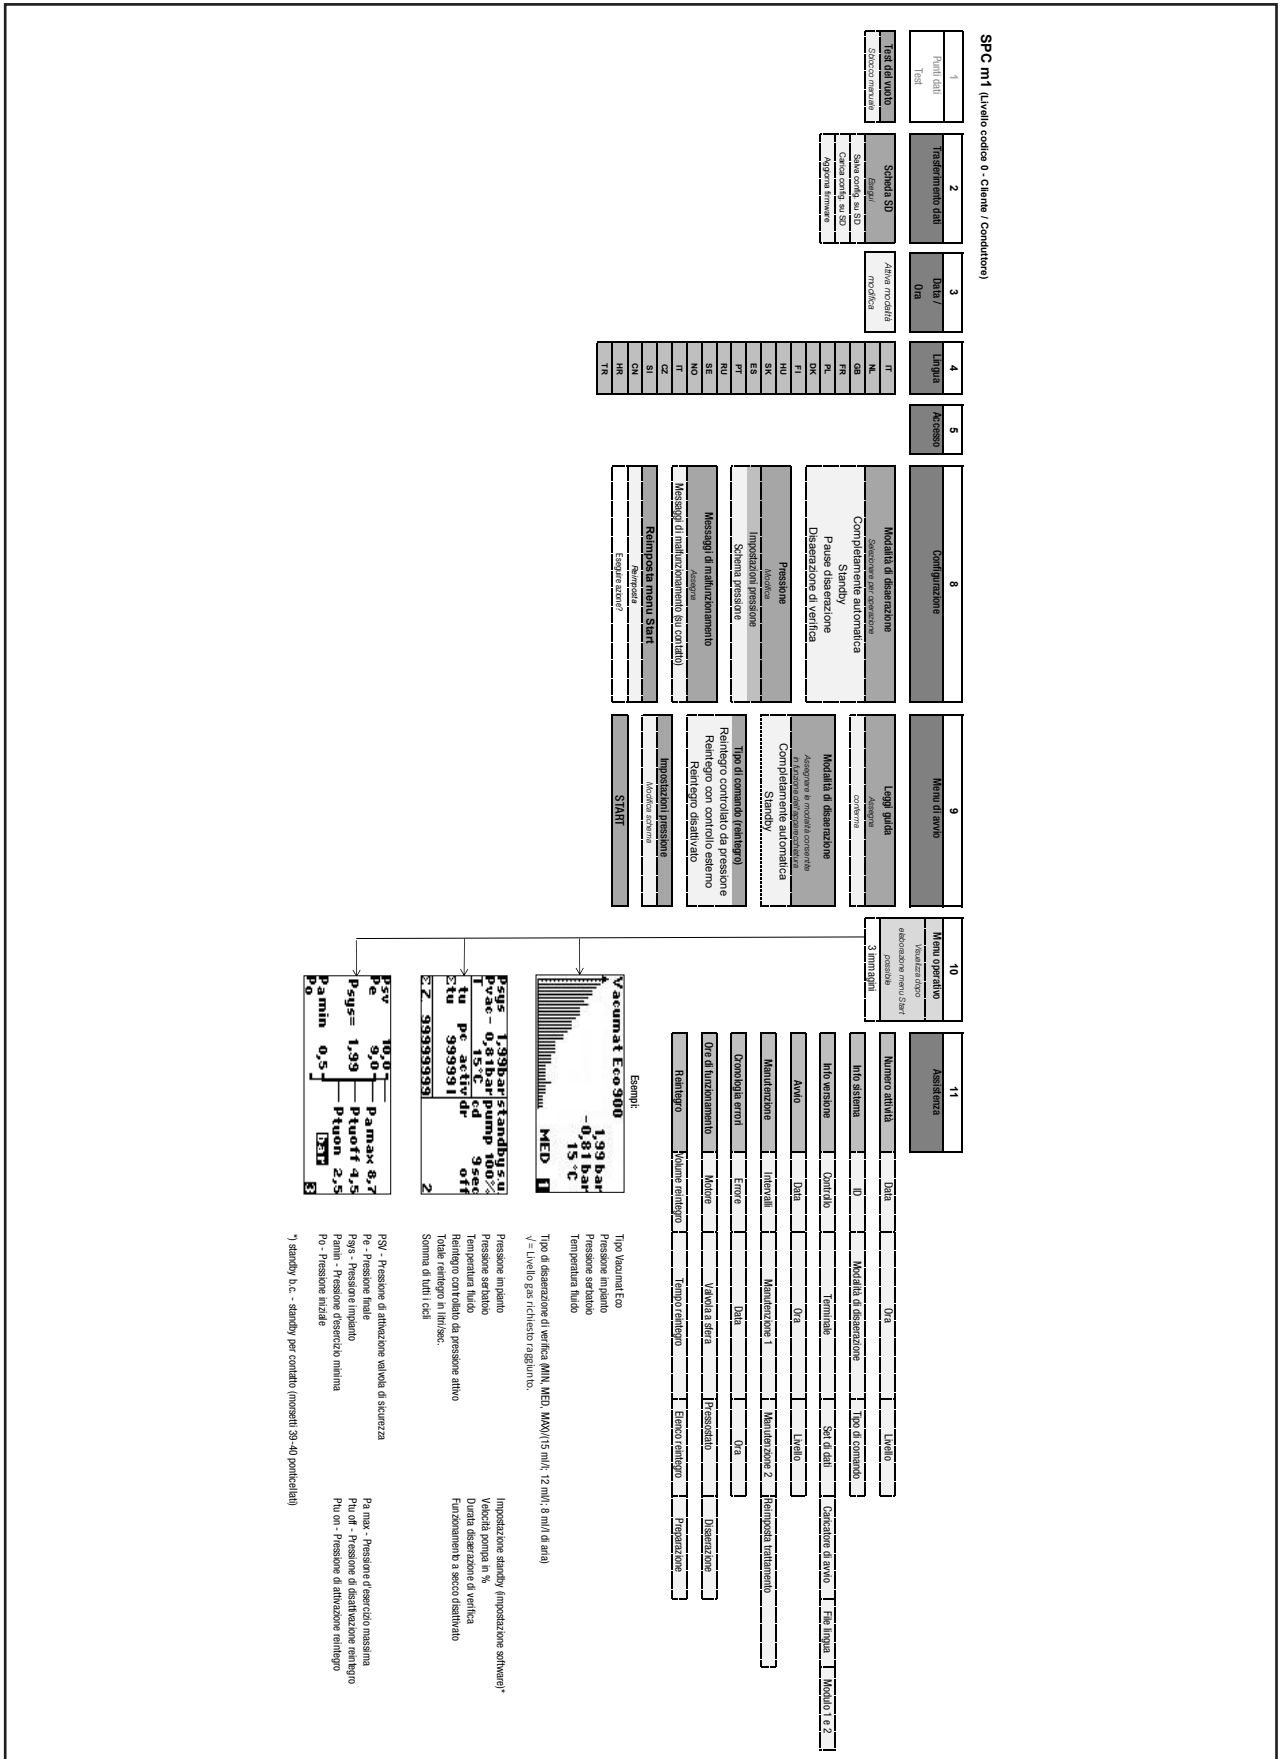 SPC m1 (Livello codice 0 - Cliente / Conduttore)
1
Punti dati
Test
Test del vuoto
Sblocco manuale
2
Trasferimento dati
Scheda SD
Esegui
Salva config. su SD
Carica config. su SD
Aggiorna firmware
3
Data /
Ora
Attiva modalità
modifica
4
Lingua
IT
NL
GB
FR
PL
DK
FI
HU
SK
ES
PT
RU
SE
NO
IT
CZ
SI
CN
HR
TR
5
Accesso
8
Configurazione
Modalità di disaerazione
Selezionare per operazione
Completamente automatica
Standby
Pause disaerazione
Disaerazione di verifica
Pressione
Modifica
Impostazioni pressione
Schema pressione
Messaggi di malfunzionamento
Assegna
Messaggi di malfunzionamento (su contatto)
Reimposta menu Start
Reimposta
Eseguire azione?
9
Menu di avvio
Leggi guida
Assegna
conferma
Modalità di disaerazione
Assegnare le modalità consentite
in funzione dell'apparecchiatura
Completamente automatica
Standby
Tipo di comando (reintegro)
Reintegro controllato da pressione
Reintegro con controllo esterno
Reintegro disattivato
Impostazioni pressione
Modifica schema
START
10
Menu operativo
Visualizza dopo
elaborazione menu Start
possibile
3 immagini
11
Assistenza
Numero attività
Data
Ora
Livello
Info sistema
ID
Modalità di disaerazione
Tipo di comando
Info versione
Controllo
Terminale
Set di dati
Caricatore di avvio
File lingua
Modulo 1 e 2
Avvio
Data
Ora
Livello
Manutenzione
Intervalli
Manutenzione 1
Manutenzione 2
Reimposta trattamento
Cronologia errori
Errore
Data
Ora
Ore di funzionamento
Motore
Valvola a sfera
Pressostato
Disaerazione
Reintegro
Volume reintegro
Tempo reintegro
Elenco reintegro
Preparazione
Esempi:
Vacumat Eco900
1,99 bar
-0,81 bar
15 °C
MED 1
Tipo Vacumat Eco
Pressione impianto
Pressione serbatoio
Temperatura fluido
Tipo di disaerazione di verifica (MIN, MED, MAX)/(15 ml/l; 12 ml/l; 8 ml/l di aria)
√ = Livello gas richiesto raggiunto.
Psys 1,99bar standby s.u.
Pvac- 0,81bar pump 100%
T 15°C cd 9sec
tu pc activ dr off
Σtu 999999l
ΣZ 99999999 2
Pressione impianto
Pressione serbatoio
Temperatura fluido
Reintegro controllato da pressione attivo
Totale reintegro in litri/sec.
Somma di tutti i cicli
Impostazione standby (impostazione software)*
Velocità pompa in %
Durata disaerazione di verifica
Funzionamento a secco disattivato
Psv 10,0
Pe 9,0
Pamax 8,7
Psys= 1,99
Ptuoff 4,5
Ptuon 2,5
Pamin 0,5
bar
Po 3
PSV - Pressione di attivazione valvola di sicurezza
Pe - Pressione finale
Psys - Pressione impianto
Pamin - Pressione d'esercizio minima
Po - Pressione iniziale
Pa max - Pressione d'esercizio massima
Ptu off - Pressione di disattivazione reintegro
Ptu on - Pressione di attivazione reintegro
*) standby b.c. - standby per contatto (morsetti 39-40 ponticellati)